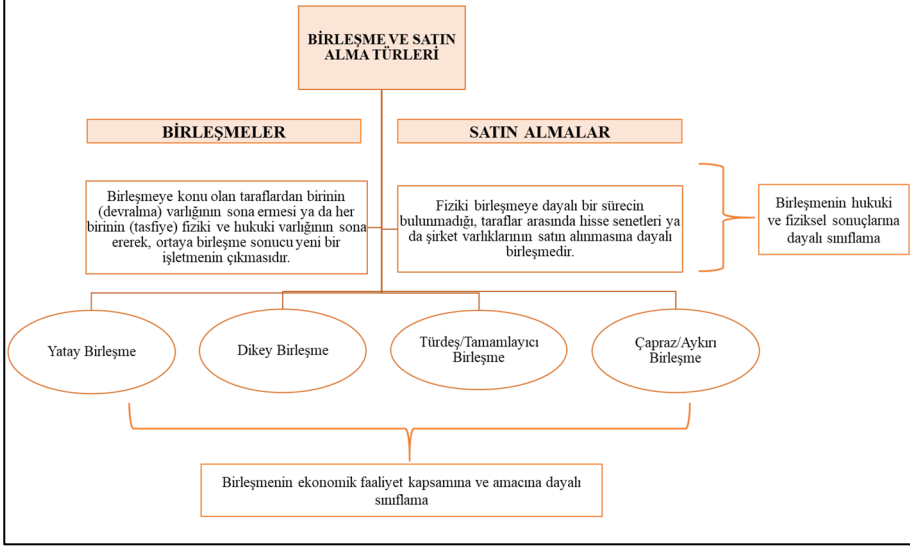 BİRLEŞME VE SATIN
ALMA TÜRLERİ
BİRLEŞMELER
SATIN ALMALAR
Birleşmeye konu olan taraflardan birinin
(devralma) varlığının sona ermesi ya da her
birinin (tasfiye) fiziki ve hukuki varlığının sona
ererek, ortaya birleşme sonucu yeni bir
işletmenin çıkmasıdır.
Fiziki birleşmeye dayalı bir sürecin
bulunmadığı, taraflar arasında hisse senetleri ya
da şirket varlıklarının satın alınmasına dayalı
birleşmedir.
Birleşmenin hukuki
ve fiziksel sonuçlarına
dayalı sınıflama
Yatay Birleşme
Dikey Birleşme
Türdeş/Tamamlayıcı
Birleşme
Çapraz/Aykırı
Birleşme
Birleşmenin ekonomik faaliyet kapsamına ve amacına dayalı
sınıflama